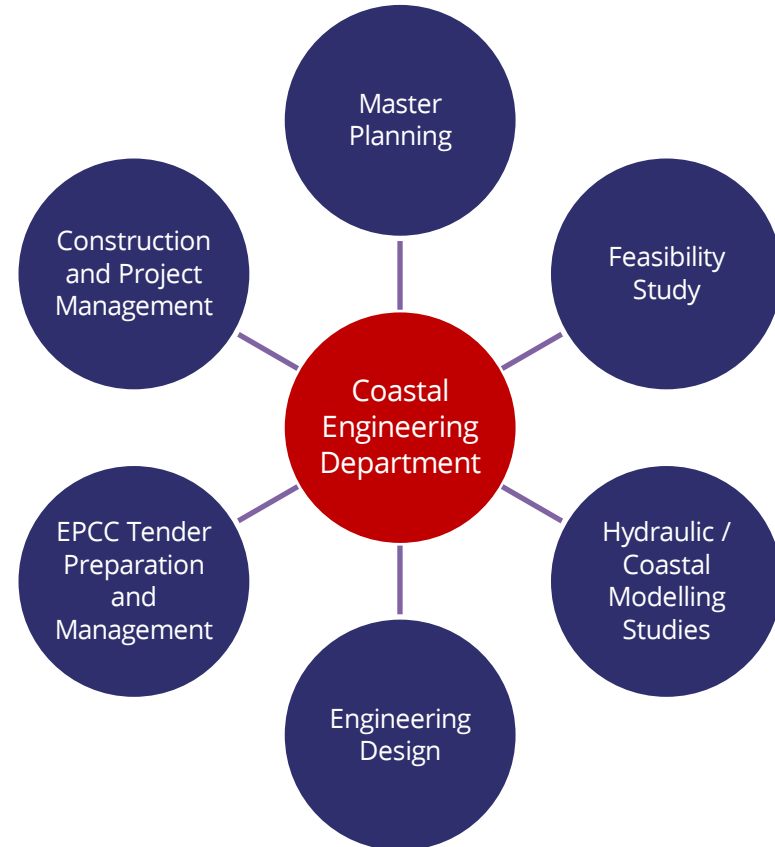 Master
Planning
Construction
and Project
Management
Feasibility
Study
Coastal
Engineering
Department
EPCC Tender
Preparation
and
Management
Hydraulic /
Coastal
Modelling
Studies
Engineering
Design